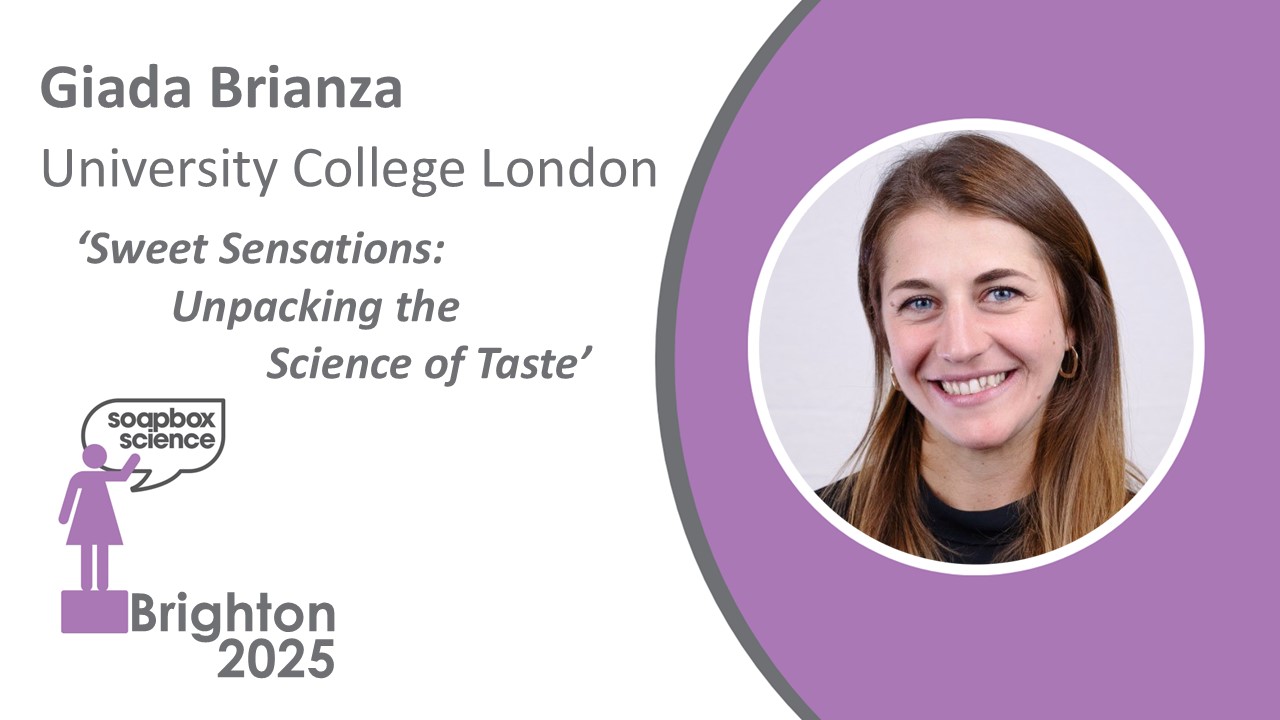 Giada Brianza
University College London
‘Sweet Sensations:
Unpacking the
Science of Taste’
soapbox
science
Brighton
2025